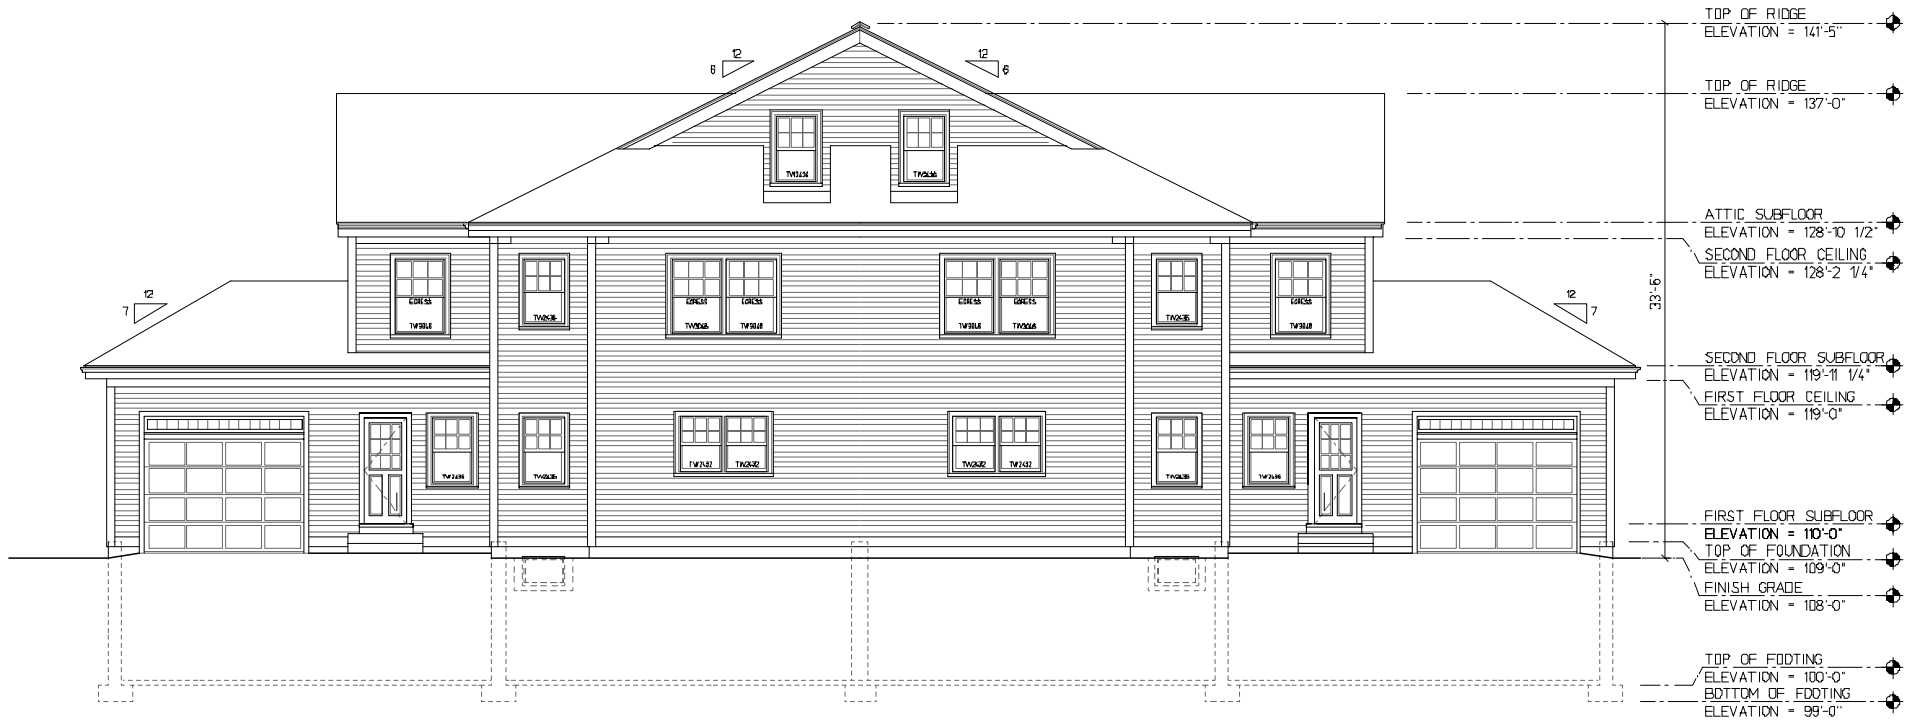 TOP OF RIDGE
ELEVATION = 141'-5"
12
6
12
6
TOP OF RIDGE
ELEVATION = 137'-0"
ATTIC SUBFLOOR
ELEVATION = 128'-10 1/2"
SECOND FLOOR CEILING
ELEVATION = 128'-2 1/4"
33'-6"
12
7
12
7
EGRESS
EGRESS
EGRESS
EGRESS
EGRESS
EGRESS
SECOND FLOOR SUBFLOOR
ELEVATION = 119'-11 1/4"
FIRST FLOOR CEILING
ELEVATION = 119'-0"
FIRST FLOOR SUBFLOOR
ELEVATION = 110'-0"
TOP OF FOUNDATION
ELEVATION = 109'-0"
FINISH GRADE
ELEVATION = 108'-0"
TOP OF FOOTING
ELEVATION = 100'-0"
BOTTOM OF FOOTING
ELEVATION = 99'-0"